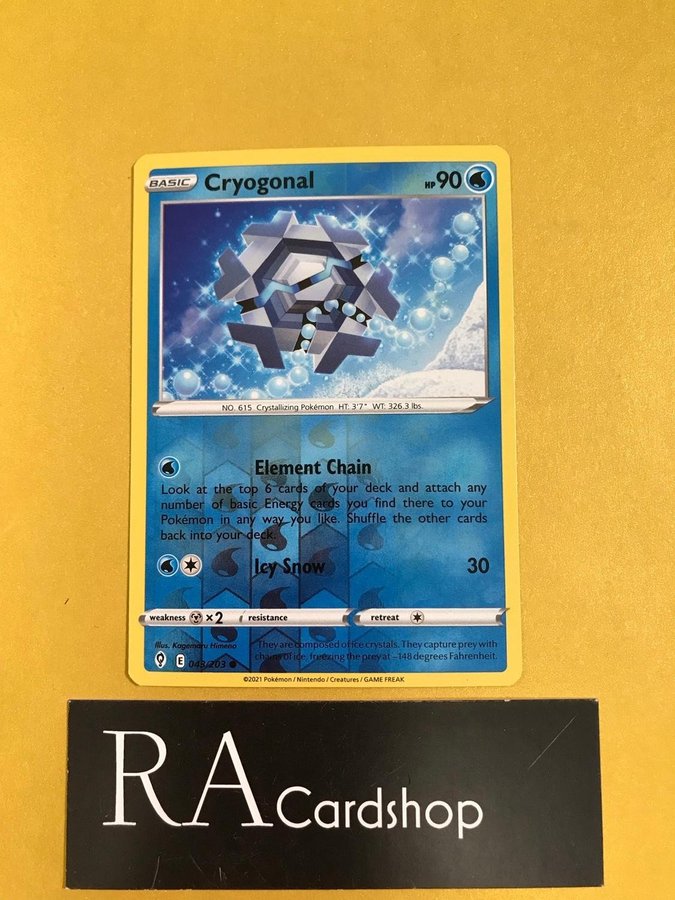 BASIC Cryogonal HP 90
NO. 615 Crystallizing Pokémon HT: 3'7" WT: 326.3 lbs.
Element Chain
Look at the top 6 cards of your deck and attach any
number of basic Energy cards you find there to your
Pokémon in any way you like. Shuffle the other cards
back into your deck.
Icy Snow 30
weakness ×2 resistance retreat
They are composed of ice crystals. They capture prey with
chains of ice, freezing the prey at -148 degrees Fahrenheit.
Illus. Kagemaru Himeno
E 043/203
©2021 Pokémon / Nintendo / Creatures / GAME FREAK
RA Cardshop